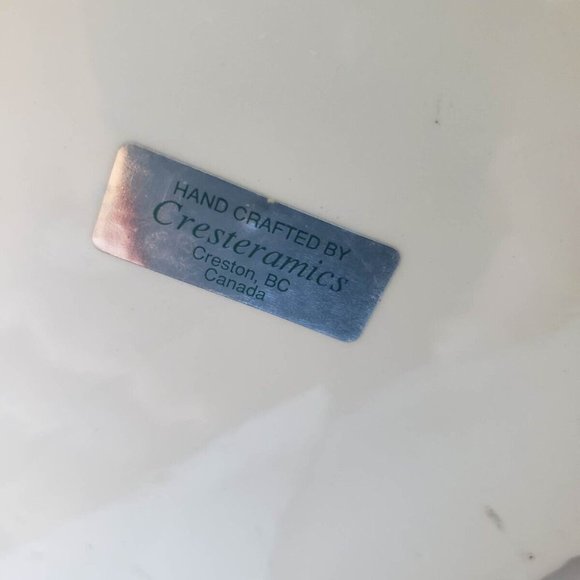 HAND CRAFTED BY
Cresteramics
Creston, BC
Canada